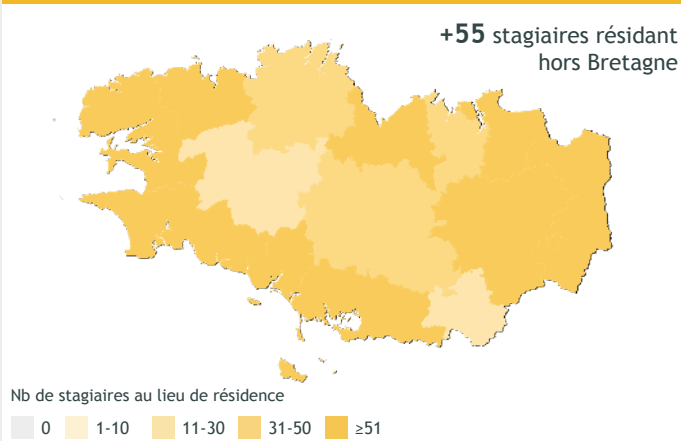 +55 stagiaires résidant
hors Bretagne
Nb de stagiaires au lieu de résidence
0 1-10 11-30 31-50 ≥51